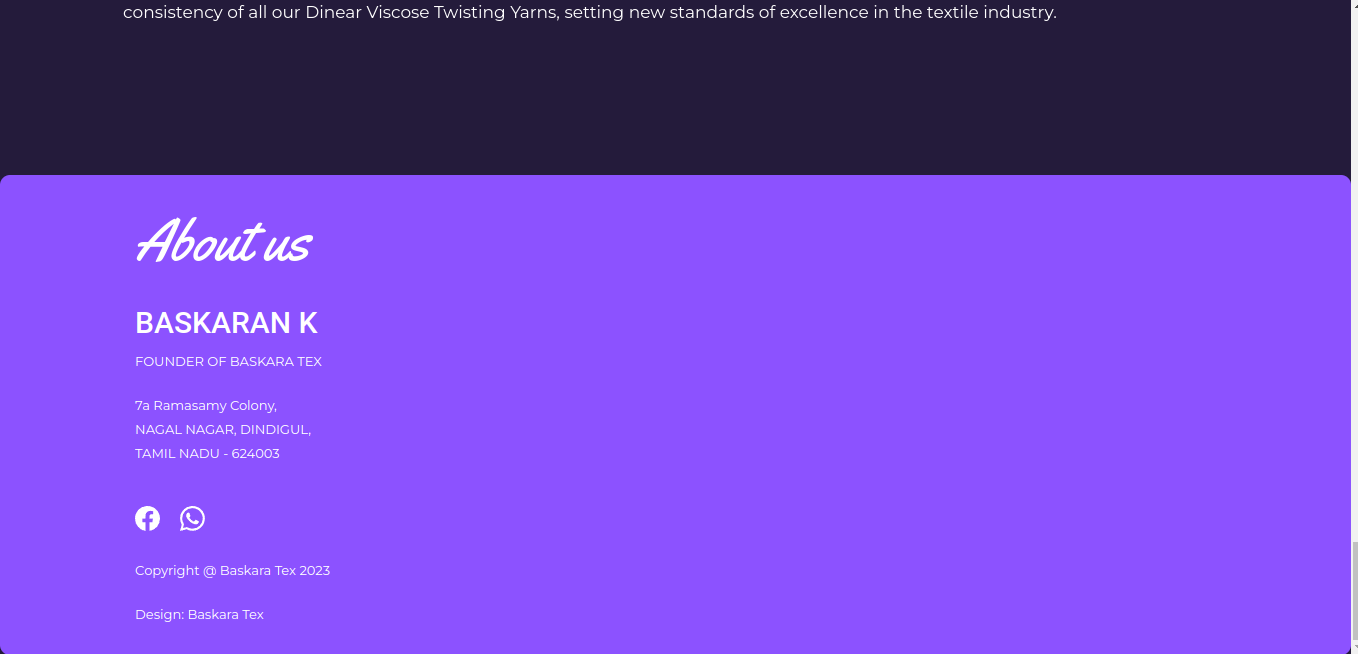 consistency of all our Dinear Viscose Twisting Yarns, setting new standards of excellence in the textile industry.
About us
BASKARAN K
FOUNDER OF BASKARA TEX
7a Ramasamy Colony,
NAGAL NAGAR, DINDIGUL,
TAMIL NADU - 624003
Copyright @ Baskara Tex 2023
Design: Baskara Tex